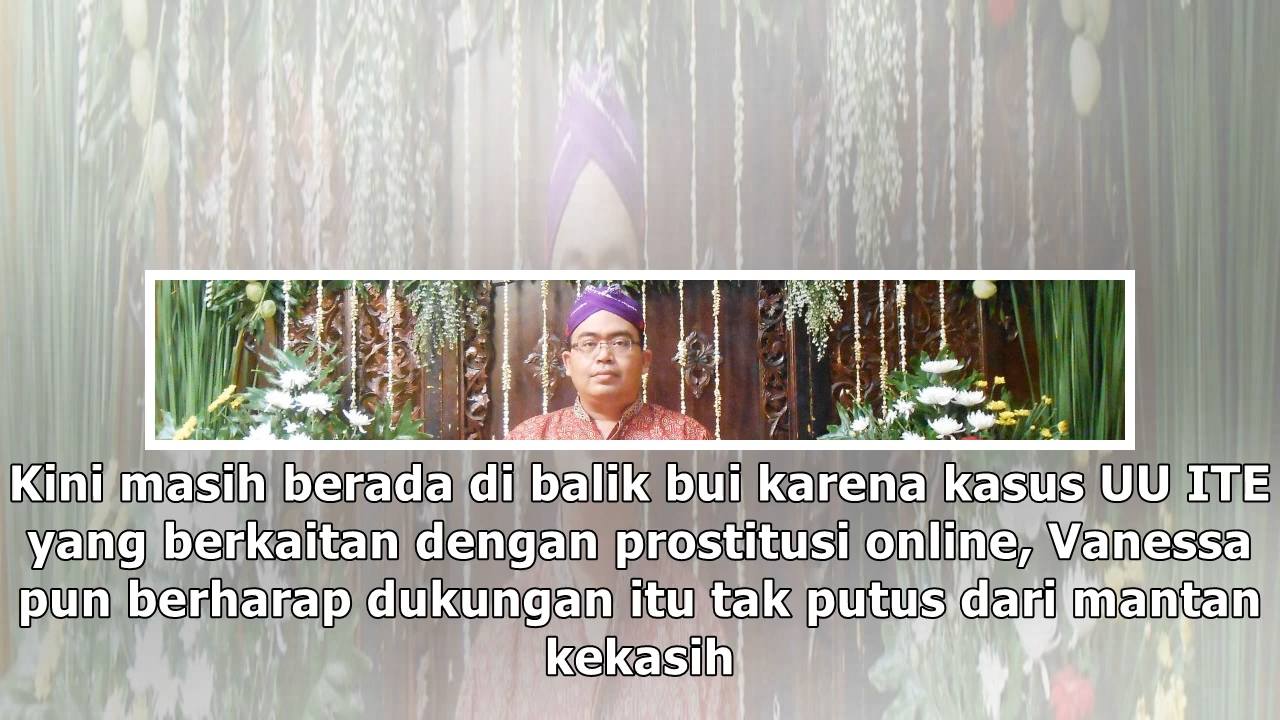 Kini masih berada di balik bui karena kasus UU ITE
yang berkaitan dengan prostitusi online, Vanessa
pun berharap dukungan itu tak putus dari mantan
kekasih